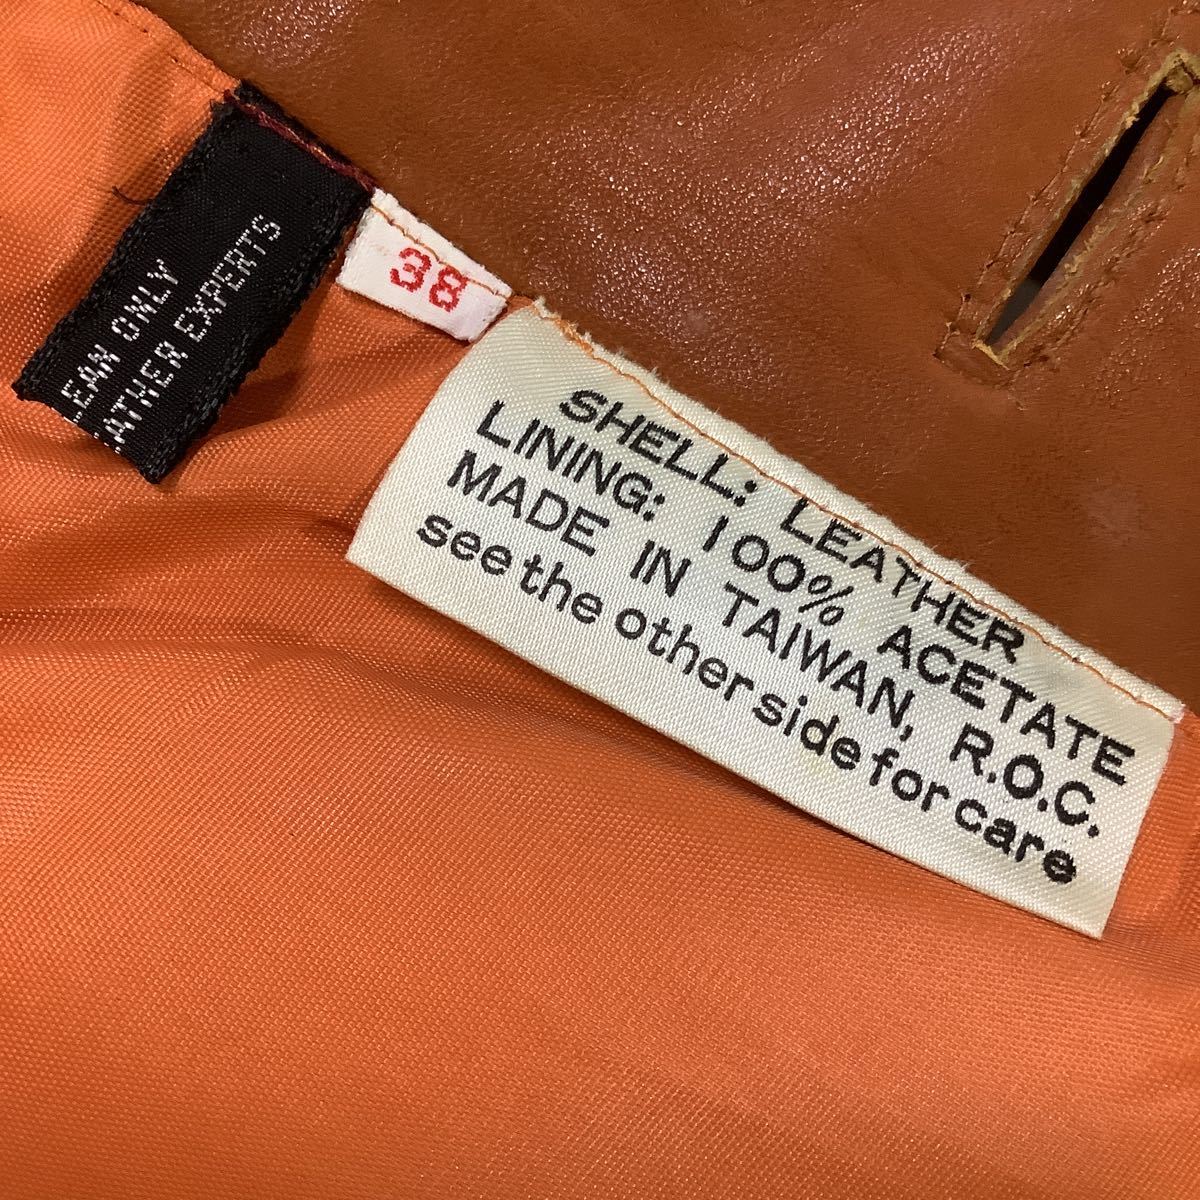 LEAN ONLY
ATHER EXPERTS
38
SHELL: LEATHER
LINING: 100% ACETATE
MADE IN TAIWAN, R.O.C.
see the other side for care